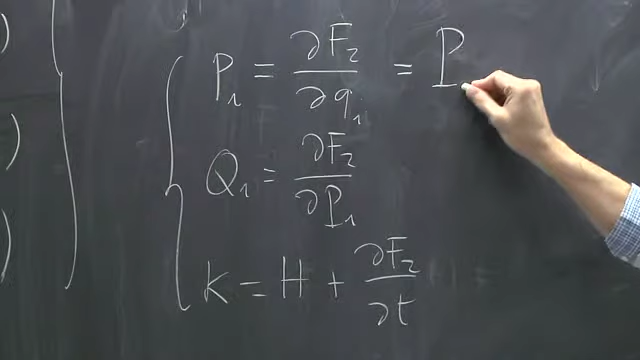 p₁ = ∂F₂/∂q₁ = P
Q₁ = ∂F₂/∂P₁
K = H + ∂F₂/∂t